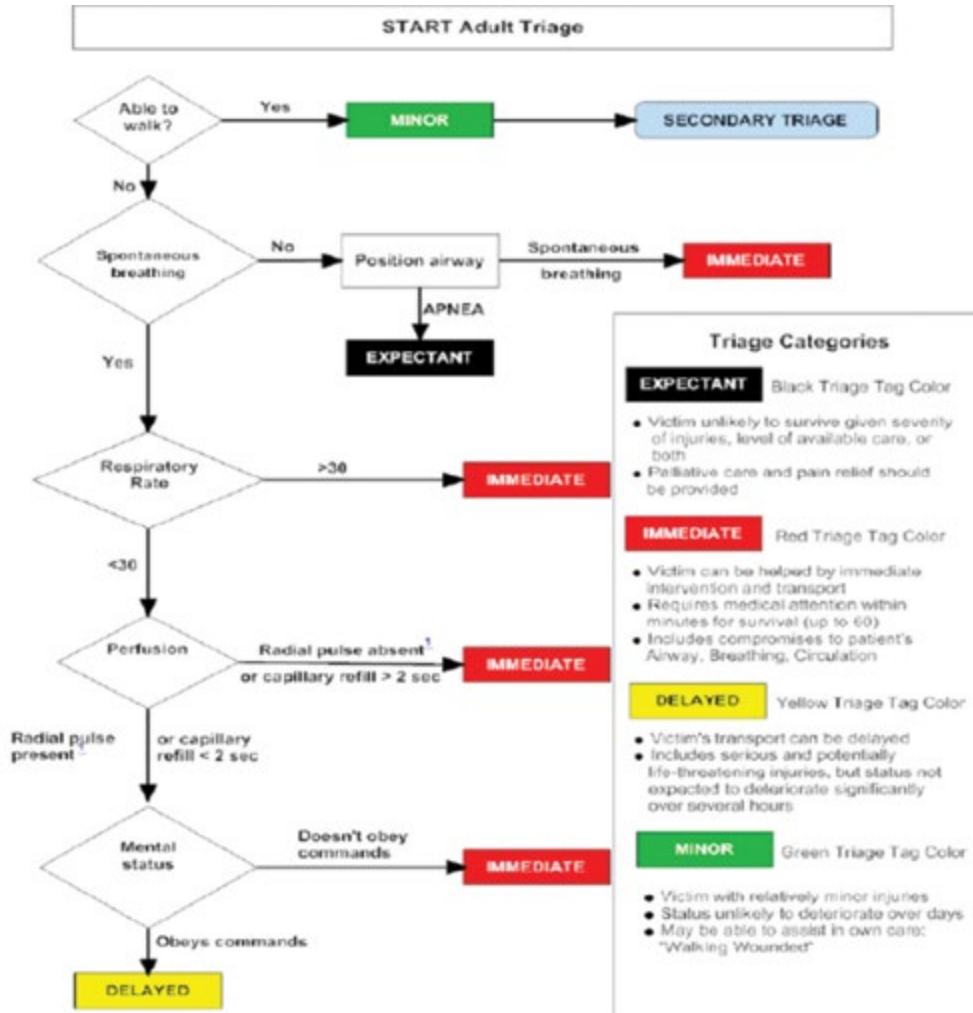 START Adult Triage
Able to
walk?
Yes
MINOR
SECONDARY TRIAGE
No
Spontaneous
breathing
No
Position airway
Spontaneous
breathing
IMMEDIATE
APNEA
EXPECTANT
Yes
Respiratory
Rate
>30
IMMEDIATE
<30
Perfusion
Radial pulse absent¹
or capillary refill > 2 sec
IMMEDIATE
Radial pulse
present¹
or capillary
refill < 2 sec
Mental
status
Doesn't obey
commands
IMMEDIATE
Obeys commands
DELAYED
Triage Categories
EXPECTANT Black Triage Tag Color
● Victim unlikely to survive given severity
of injuries, level of available care, or
both
● Palliative care and pain relief should
be provided
IMMEDIATE Red Triage Tag Color
● Victim can be helped by immediate
intervention and transport
● Requires medical attention within
minutes for survival (up to 60)
● Includes compromises to patient's
Airway, Breathing, Circulation
DELAYED Yellow Triage Tag Color
● Victim's transport can be delayed
● Includes serious and potentially
life-threatening injuries, but status not
expected to deteriorate significantly
over several hours
MINOR Green Triage Tag Color
● Victim with relatively minor injuries
● Status unlikely to deteriorate over days
● May be able to assist in own care:
"Walking Wounded"